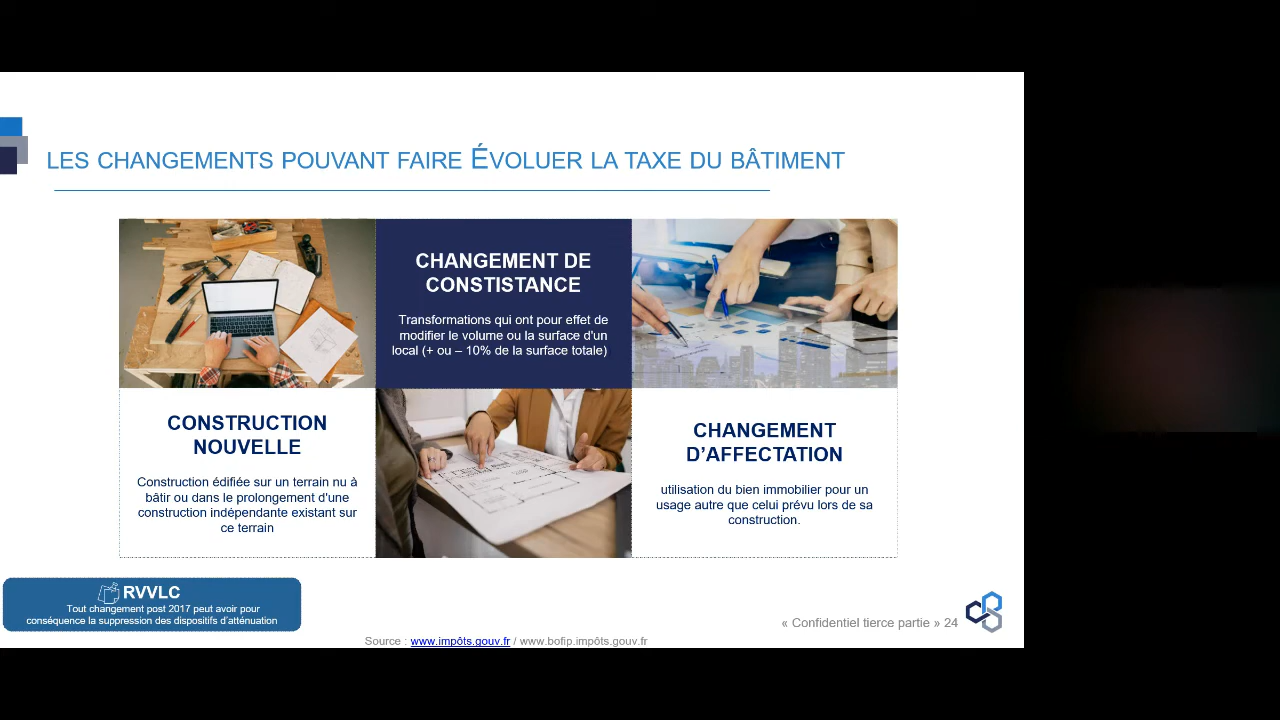 LES CHANGEMENTS POUVANT FAIRE ÉVOLUER LA TAXE DU BÂTIMENT
CHANGEMENT DE
CONSTISTANCE
Transformations qui ont pour effet de
modifier le volume ou la surface d'un
local (+ ou – 10% de la surface totale)
CONSTRUCTION
NOUVELLE
Construction édifiée sur un terrain nu à
bâtir ou dans le prolongement d'une
construction indépendante existant sur
ce terrain
CHANGEMENT
D’AFFECTATION
utilisation du bien immobilier pour un
usage autre que celui prévu lors de sa
construction.
RVVLC
Tout changement post 2017 peut avoir pour
conséquence la suppression des dispositifs d’atténuation
« Confidentiel tierce partie » 24
Source : www.impôts.gouv.fr / www.bofip.impôts.gouv.fr